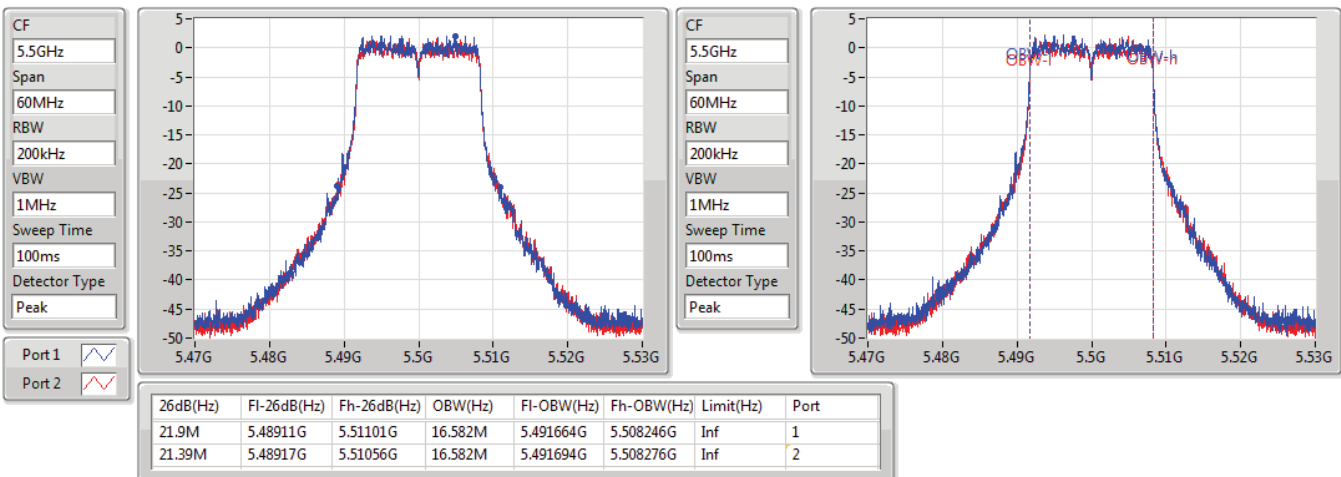 CF
5.5GHz
Span
60MHz
RBW
200kHz
VBW
1MHz
Sweep Time
100ms
Detector Type
Peak
Port 1
Port 2
5
0
-5
-10
-15
-20
-25
-30
-35
-40
-45
-50
5.47G 5.48G 5.49G 5.5G 5.51G 5.52G 5.53G
CF
5.5GHz
Span
60MHz
RBW
200kHz
VBW
1MHz
Sweep Time
100ms
Detector Type
Peak
5
0
-5
-10
-15
-20
-25
-30
-35
-40
-45
-50
OBW-h
OBW-l OBW-h
5.47G 5.48G 5.49G 5.5G 5.51G 5.52G 5.53G
26dB(Hz) Fl-26dB(Hz) Fh-26dB(Hz) OBW(Hz) Fl-OBW(Hz) Fh-OBW(Hz) Limit(Hz) Port
21.9M 5.48911G 5.51101G 16.582M 5.491664G 5.508246G Inf 1
21.39M 5.48917G 5.51056G 16.582M 5.491694G 5.508276G Inf 2